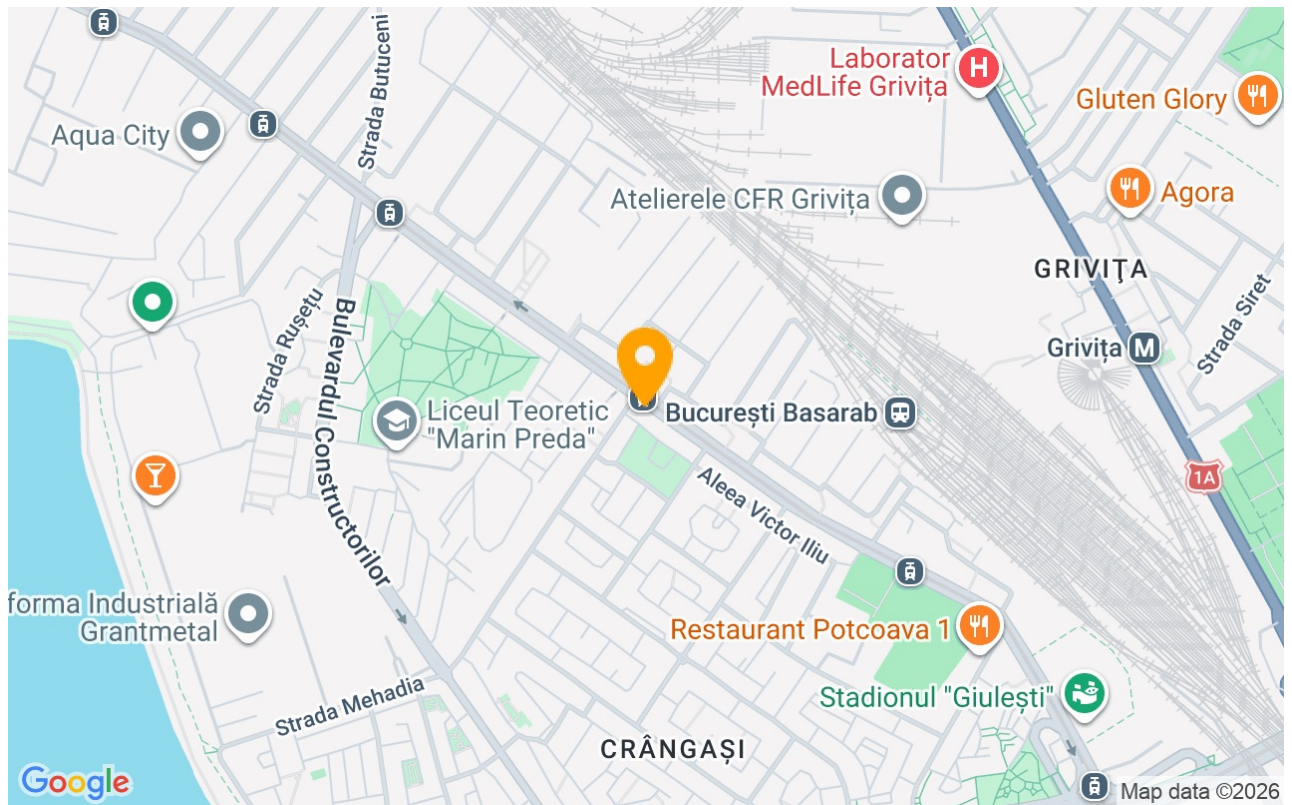 Strada Butuceni
Laborator
MedLife Grivița
H
Gluten Glory
Aqua City
Atelierele CFR Grivița
Agora
GRIVIŢA
Strada Rușețu
Bulevardul Constructorilor
Grivița
M
Strada Siret
Liceul Teoretic
"Marin Preda"
București Basarab
1A
Aleea Victor Iliu
forma Industrială
Grantmetal
Restaurant Potcoava 1
Strada Mehadia
Stadionul "Giulești"
CRÂNGAȘI
Google
Map data ©2026